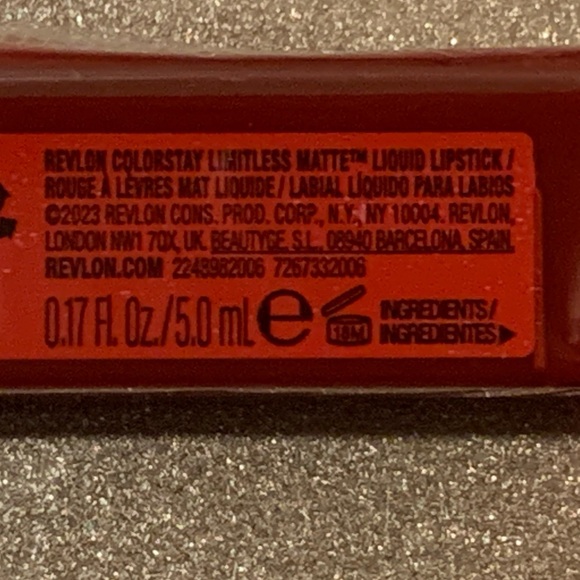 REVLON COLORSTAY LIMITLESS MATTE™ LIQUID LIPSTICK /
ROUGE À LÈVRES MAT LIQUIDE / LABIAL LÍQUIDO PARA LABIOS
©2023 REVLON CONS. PROD. CORP., N.Y., NY 10004. REVLON,
LONDON NW1 7QX, UK. BEAUTYGE, S.L., 08940 BARCELONA, SPAIN.
REVLON.COM 2249982006 7267332006
0.17 Fl. Oz./5.0 mL e 18M INGREDIENTS/
INGREDIENTES▶